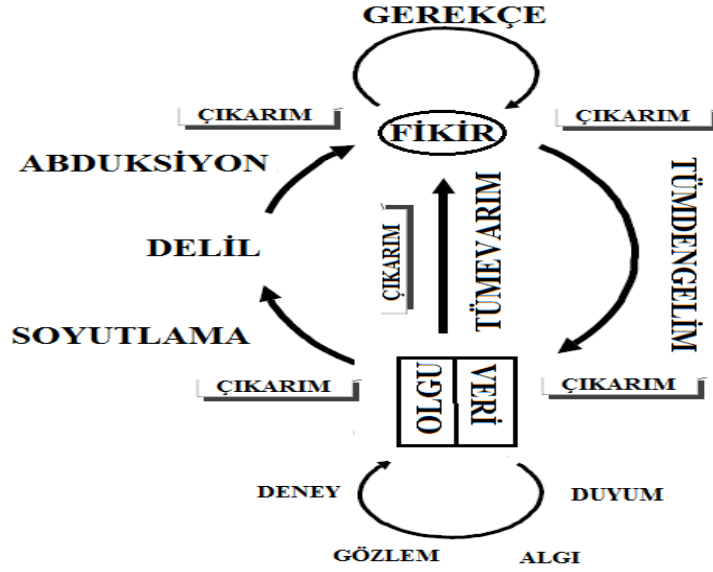 GEREKÇE
ÇIKARIM
ÇIKARIM
FİKİR
ABDUKSİYON
TÜMEVARIM
TÜMDENGELİM
ÇIKARIM
DELİL
SOYUTLAMA
ÇIKARIM
ÇIKARIM
OLGU
VERİ
DENEY
DUYUM
GÖZLEM
ALGI